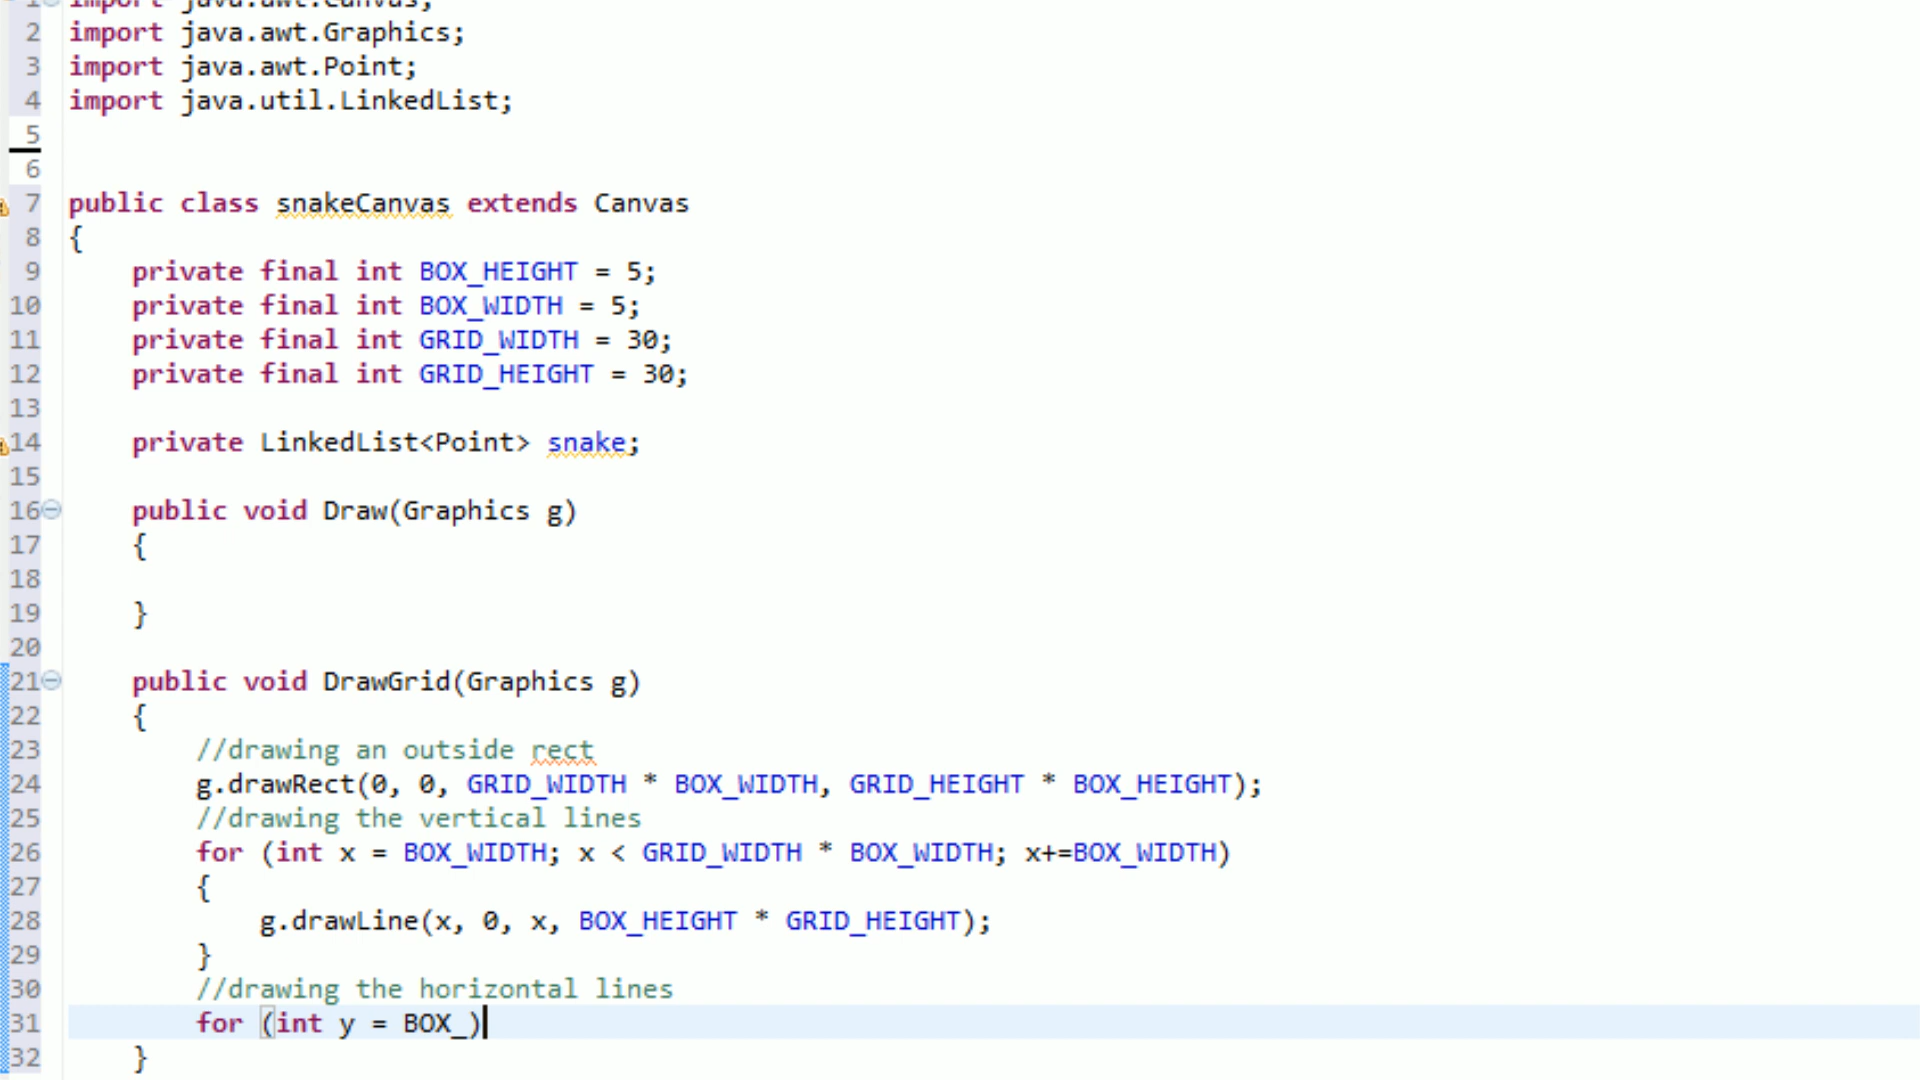 1 import java.awt.Canvas;
2 import java.awt.Graphics;
3 import java.awt.Point;
4 import java.util.LinkedList;
5
6
7 public class snakeCanvas extends Canvas
8 {
9 private final int BOX_HEIGHT = 5;
10 private final int BOX_WIDTH = 5;
11 private final int GRID_WIDTH = 30;
12 private final int GRID_HEIGHT = 30;
13
14 private LinkedList<Point> snake;
15
16 public void Draw(Graphics g)
17 {
18
19 }
20
21 public void DrawGrid(Graphics g)
22 {
23 //drawing an outside rect
24 g.drawRect(0, 0, GRID_WIDTH * BOX_WIDTH, GRID_HEIGHT * BOX_HEIGHT);
25 //drawing the vertical lines
26 for (int x = BOX_WIDTH; x < GRID_WIDTH * BOX_WIDTH; x+=BOX_WIDTH)
27 {
28 g.drawLine(x, 0, x, BOX_HEIGHT * GRID_HEIGHT);
29 }
30 //drawing the horizontal lines
31 for (int y = BOX_)
32 }